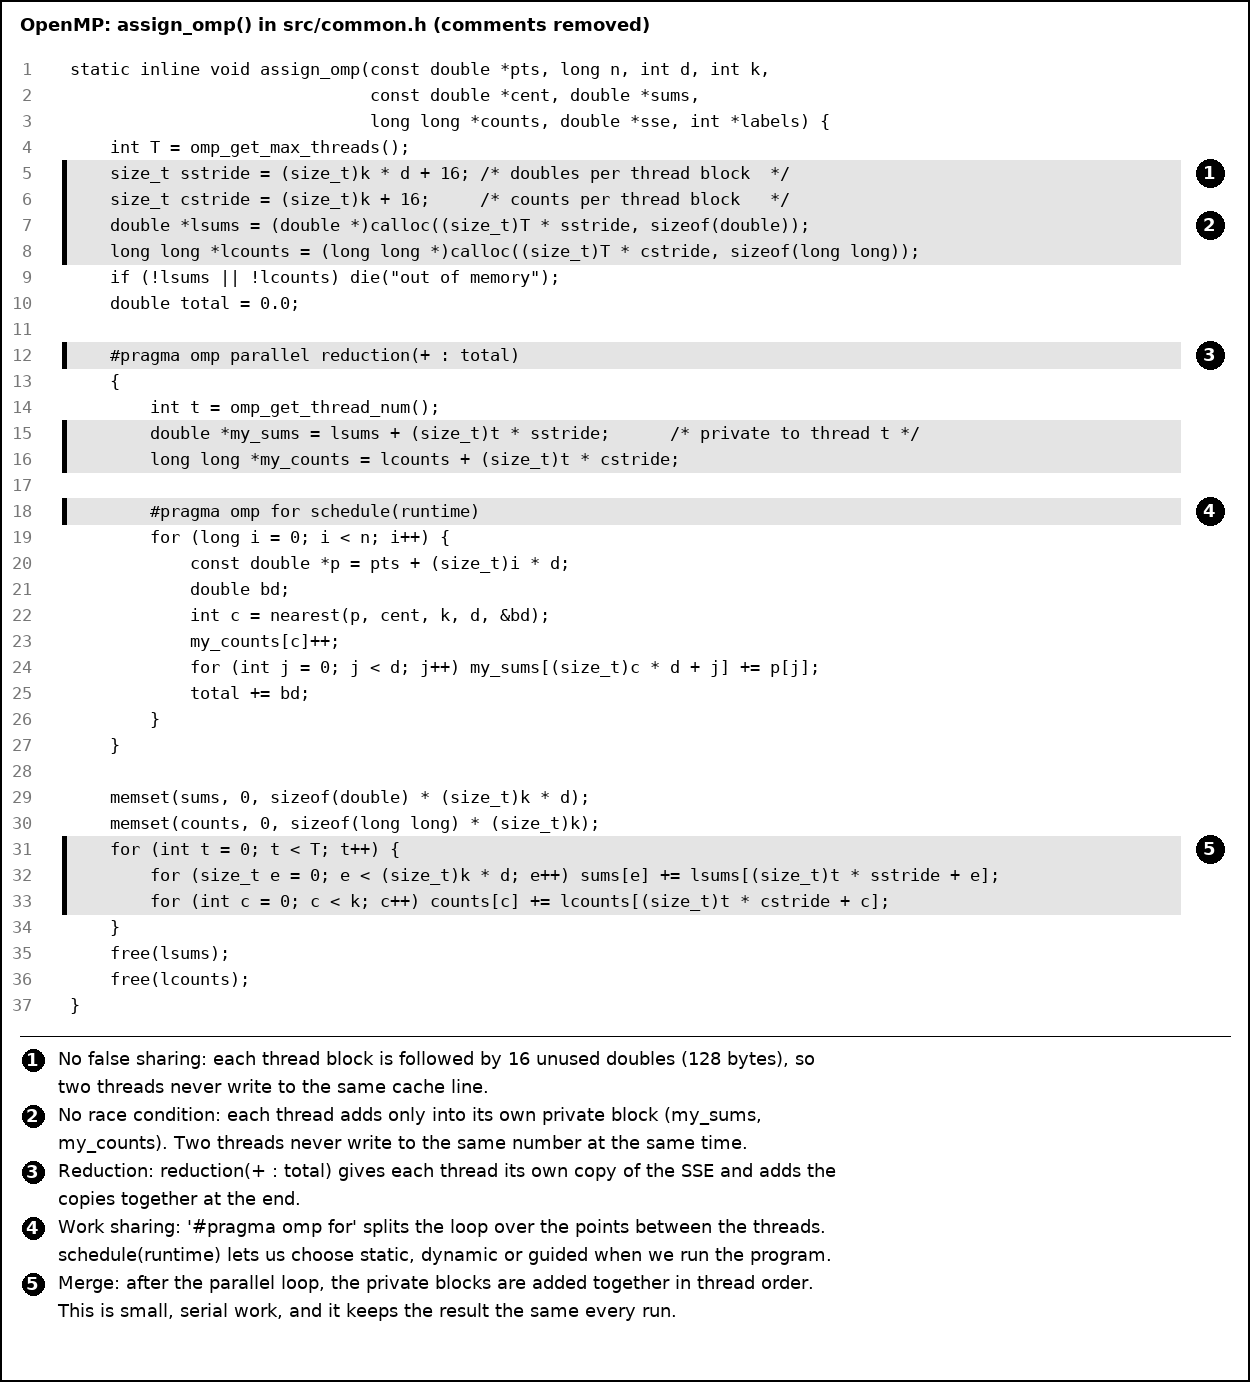 OpenMP: assign_omp() in src/common.h (comments removed)
1 static inline void assign_omp(const double *pts, long n, int d, int k,
2                               const double *cent, double *sums,
3                               long long *counts, double *sse, int *labels) {
4     int T = omp_get_max_threads();
5     size_t sstride = (size_t)k * d + 16; /* doubles per thread block  */ 1
6     size_t cstride = (size_t)k + 16;     /* counts per thread block   */
7     double *lsums = (double *)calloc((size_t)T * sstride, sizeof(double)); 2
8     long long *lcounts = (long long *)calloc((size_t)T * cstride, sizeof(long long));
9     if (!lsums || !lcounts) die("out of memory");
10     double total = 0.0;
11
12     #pragma omp parallel reduction(+ : total) 3
13     {
14         int t = omp_get_thread_num();
15         double *my_sums = lsums + (size_t)t * sstride;      /* private to thread t */
16         long long *my_counts = lcounts + (size_t)t * cstride;
17
18         #pragma omp for schedule(runtime) 4
19         for (long i = 0; i < n; i++) {
20             const double *p = pts + (size_t)i * d;
21             double bd;
22             int c = nearest(p, cent, k, d, &bd);
23             my_counts[c]++;
24             for (int j = 0; j < d; j++) my_sums[(size_t)c * d + j] += p[j];
25             total += bd;
26         }
27     }
28
29     memset(sums, 0, sizeof(double) * (size_t)k * d);
30     memset(counts, 0, sizeof(long long) * (size_t)k);
31     for (int t = 0; t < T; t++) { 5
32         for (size_t e = 0; e < (size_t)k * d; e++) sums[e] += lsums[(size_t)t * sstride + e];
33         for (int c = 0; c < k; c++) counts[c] += lcounts[(size_t)t * cstride + c];
34     }
35     free(lsums);
36     free(lcounts);
37 }
1 No false sharing: each thread block is followed by 16 unused doubles (128 bytes), so
two threads never write to the same cache line.
2 No race condition: each thread adds only into its own private block (my_sums,
my_counts). Two threads never write to the same number at the same time.
3 Reduction: reduction(+ : total) gives each thread its own copy of the SSE and adds the
copies together at the end.
4 Work sharing: '#pragma omp for' splits the loop over the points between the threads.
schedule(runtime) lets us choose static, dynamic or guided when we run the program.
5 Merge: after the parallel loop, the private blocks are added together in thread order.
This is small, serial work, and it keeps the result the same every run.